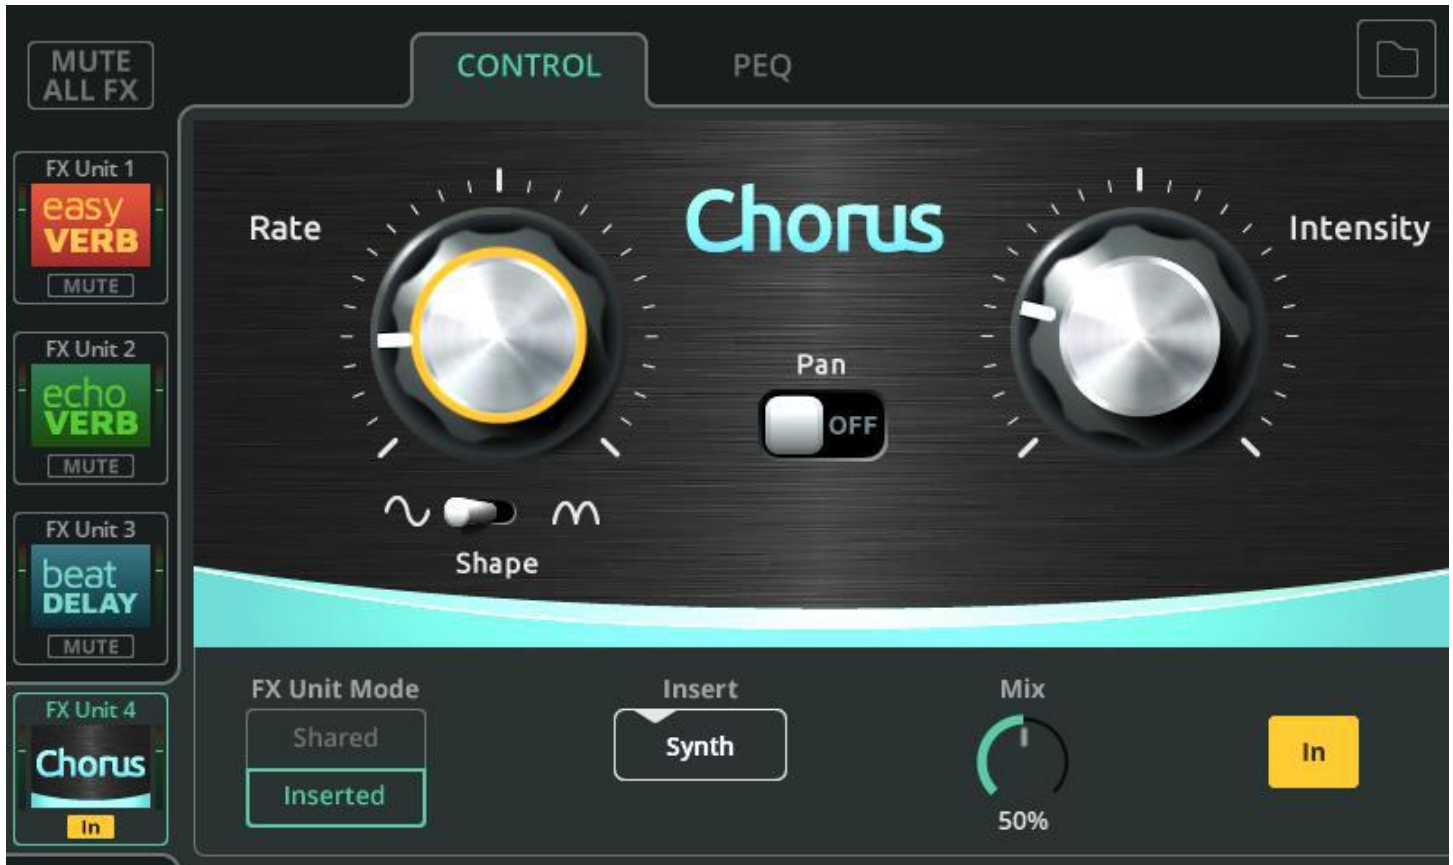 MUTE
ALL FX
CONTROL
PEQ
FX Unit 1
easy
VERB
MUTE
FX Unit 2
echo
VERB
MUTE
FX Unit 3
beat
DELAY
MUTE
FX Unit 4
Chorus
In
Rate
Chorus
Intensity
Pan
OFF
Shape
FX Unit Mode
Shared
Inserted
Insert
Synth
Mix
50%
In